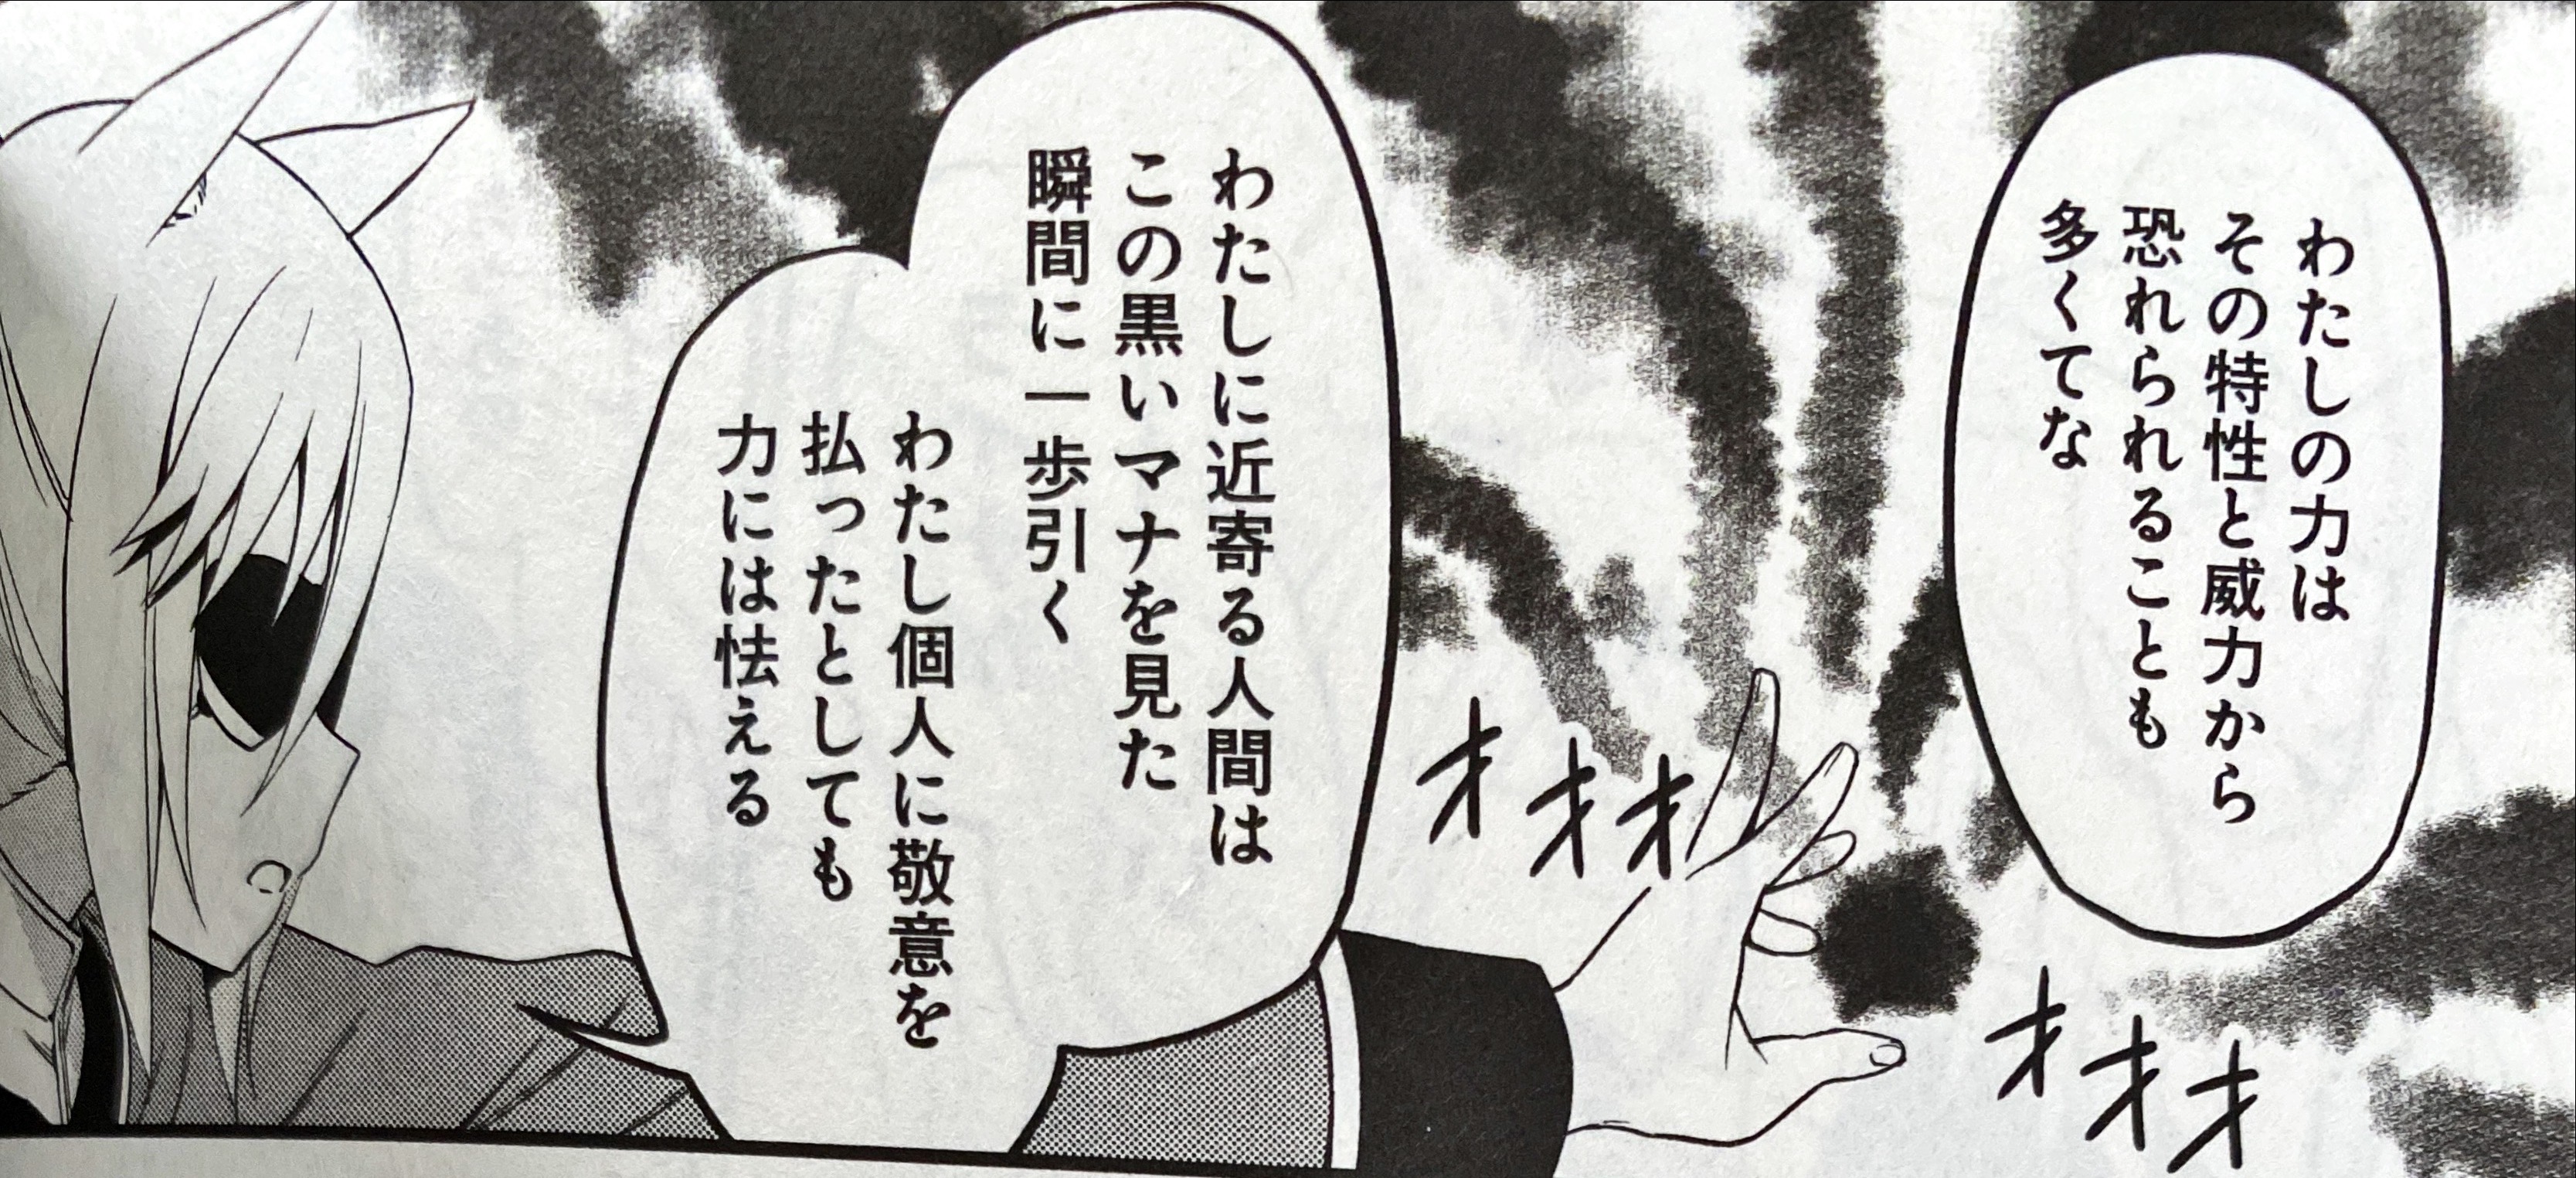 わたしの力は
その特性と威力から
恐れられることも
多くてな
わたしに近寄る人間は
この黒いマナを見た
瞬間に一歩引く
わたし個人に敬意を
払ったとしても
力には怯える
オオオ
オオオ